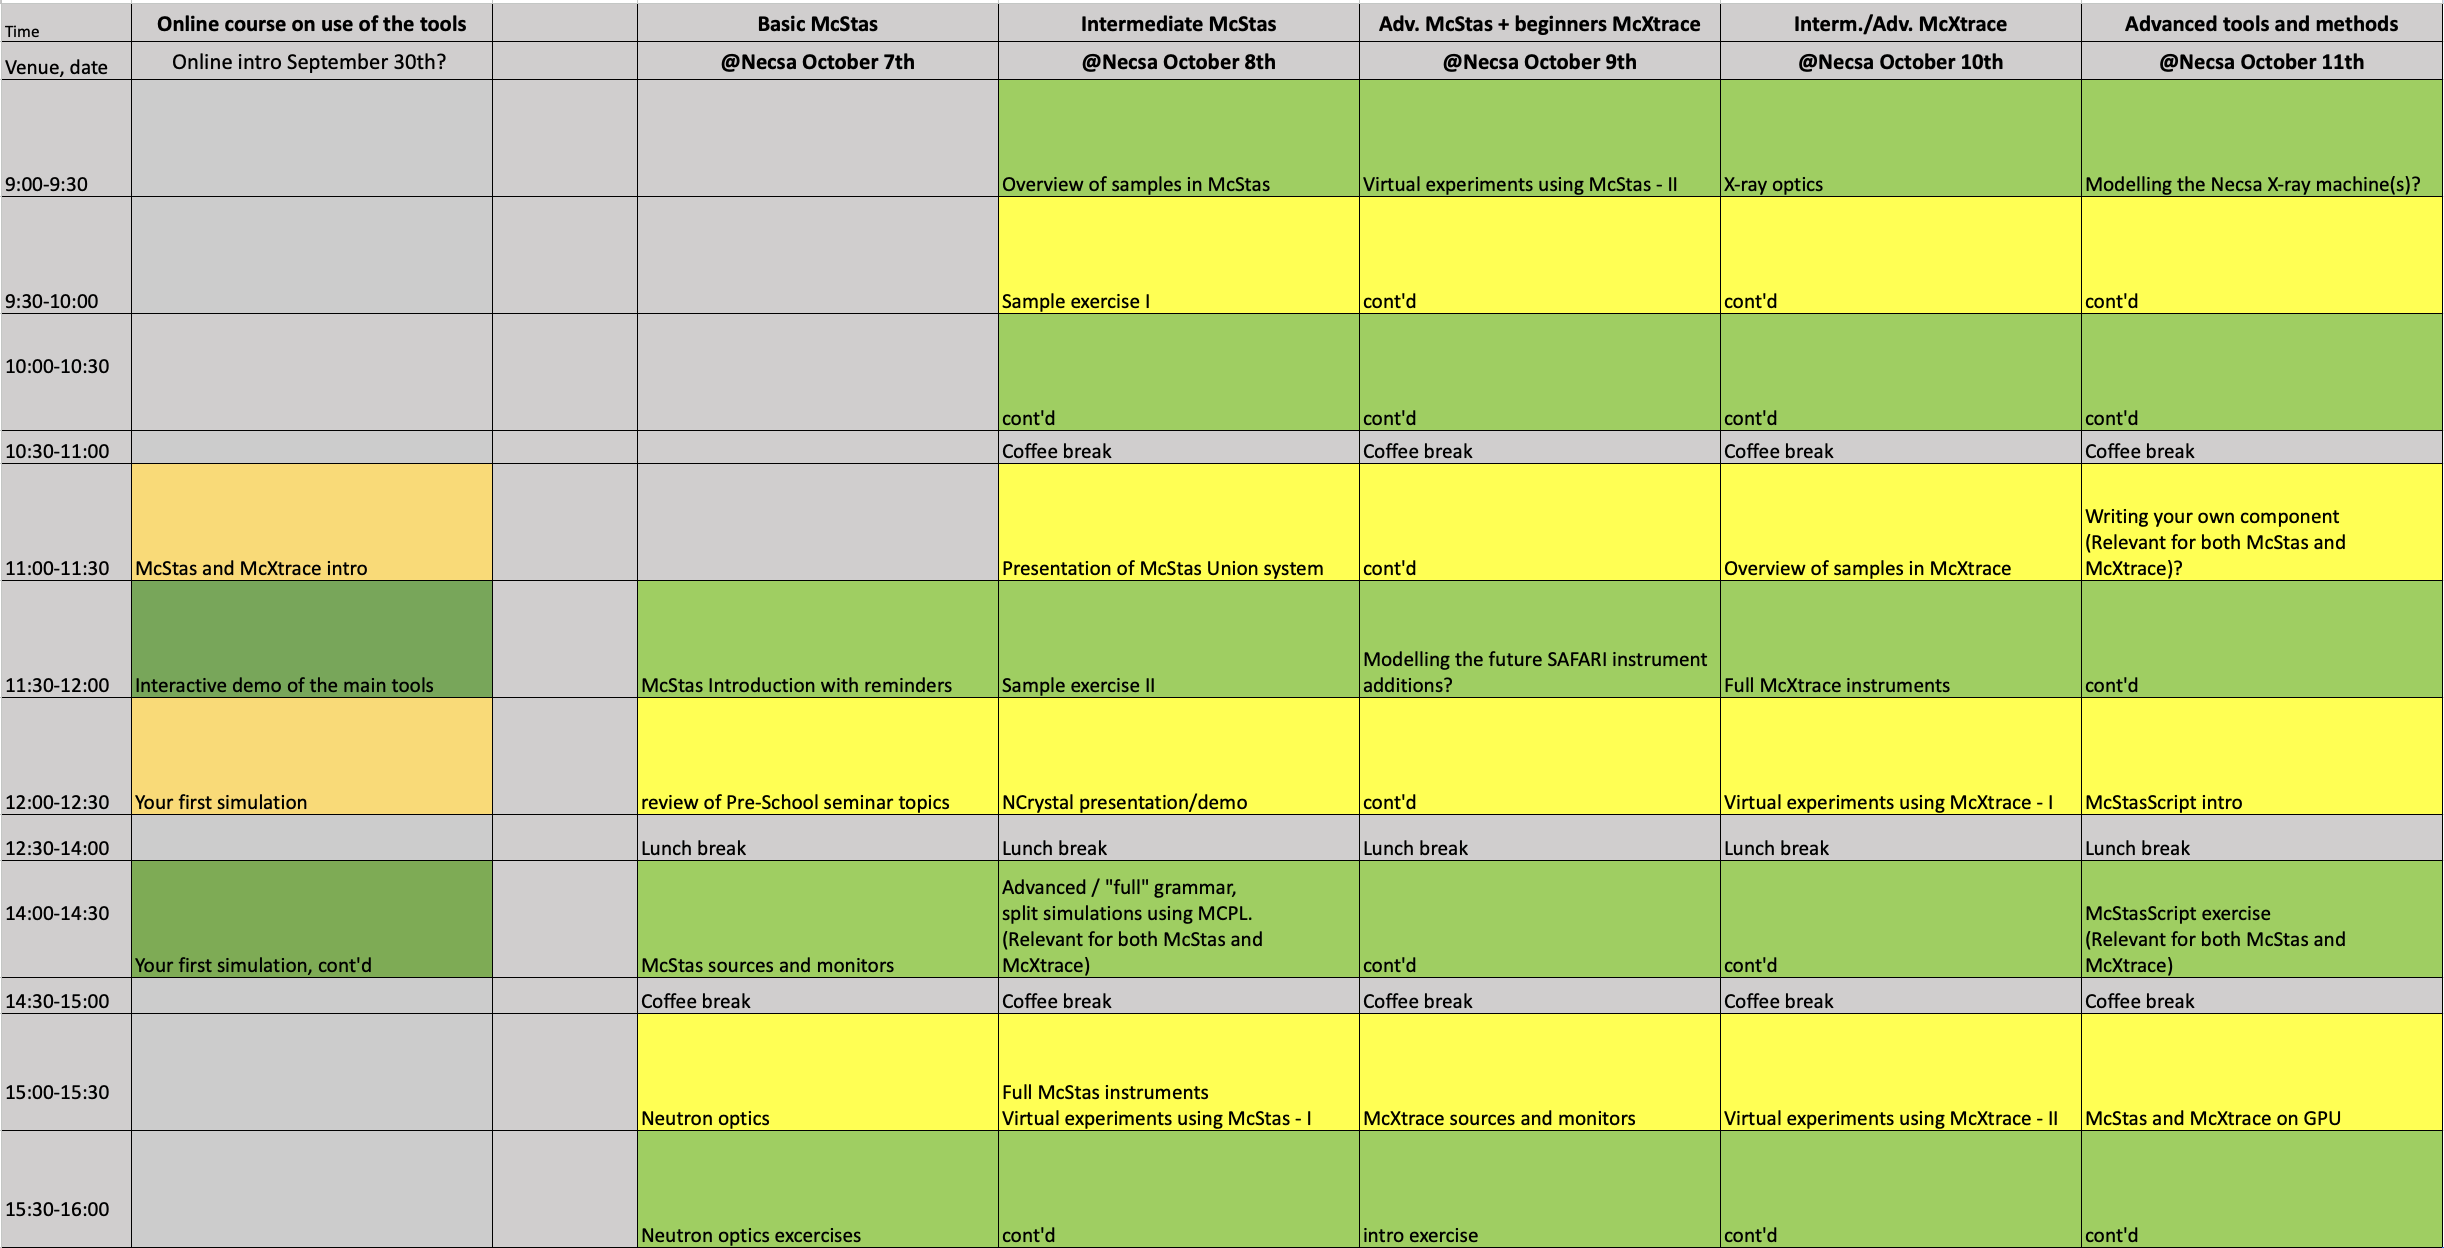 Time
Online course on use of the tools
Basic McStas
Intermediate McStas
Adv. McStas + beginners McXtrace
Interm./Adv. McXtrace
Advanced tools and methods
Venue, date
Online intro September 30th?
@Necsa October 7th
@Necsa October 8th
@Necsa October 9th
@Necsa October 10th
@Necsa October 11th
9:00-9:30
Overview of samples in McStas
Virtual experiments using McStas - II
X-ray optics
Modelling the Necsa X-ray machine(s)?
9:30-10:00
Sample exercise I
cont'd
cont'd
cont'd
10:00-10:30
cont'd
cont'd
cont'd
cont'd
10:30-11:00
Coffee break
Coffee break
Coffee break
Coffee break
11:00-11:30
McStas and McXtrace intro
Presentation of McStas Union system
cont'd
Overview of samples in McXtrace
Writing your own component
(Relevant for both McStas and
McXtrace)?
11:30-12:00
Interactive demo of the main tools
McStas Introduction with reminders
Sample exercise II
Modelling the future SAFARI instrument
additions?
Full McXtrace instruments
cont'd
12:00-12:30
Your first simulation
review of Pre-School seminar topics
NCrystal presentation/demo
cont'd
Virtual experiments using McXtrace - I
McStasScript intro
12:30-14:00
Lunch break
Lunch break
Lunch break
Lunch break
Lunch break
14:00-14:30
Your first simulation, cont'd
McStas sources and monitors
Advanced / "full" grammar,
split simulations using MCPL.
(Relevant for both McStas and
McXtrace)
cont'd
cont'd
McStasScript exercise
(Relevant for both McStas and
McXtrace)
14:30-15:00
Coffee break
Coffee break
Coffee break
Coffee break
Coffee break
15:00-15:30
Neutron optics
Full McStas instruments
Virtual experiments using McStas - I
McXtrace sources and monitors
Virtual experiments using McXtrace - II
McStas and McXtrace on GPU
15:30-16:00
Neutron optics excercises
cont'd
intro exercise
cont'd
cont'd